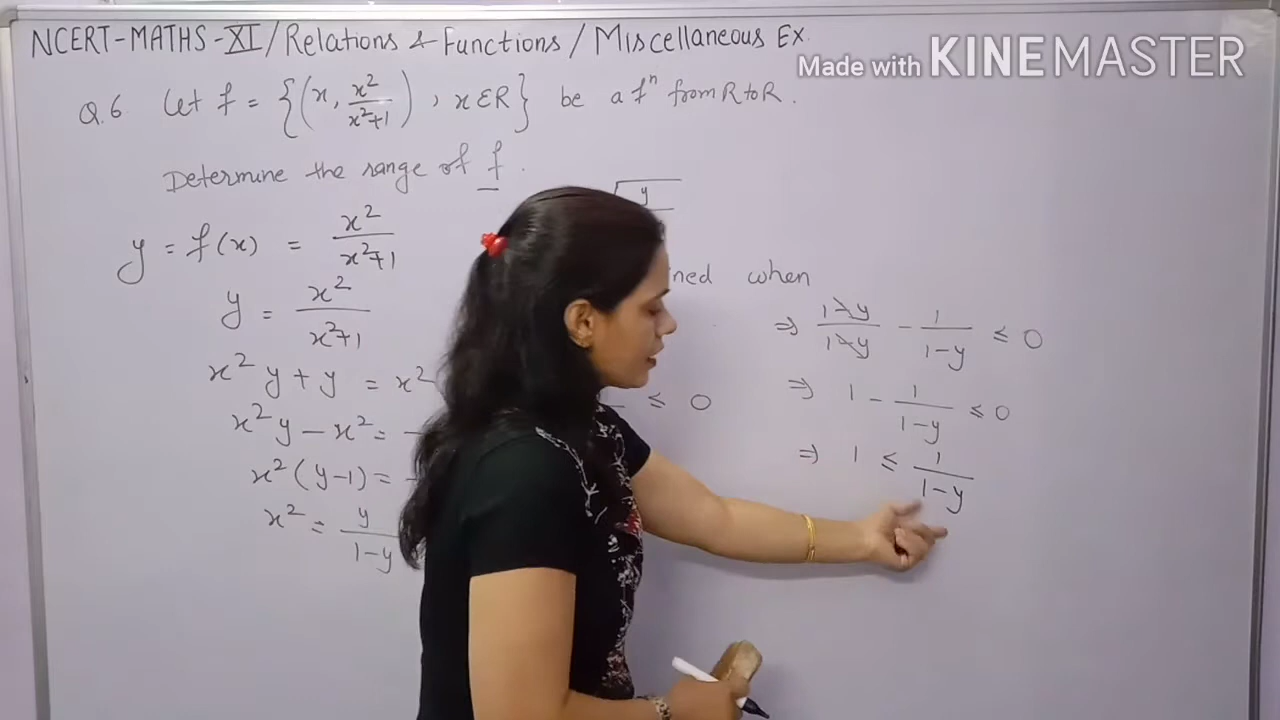 NCERT-MATHS-XI / Relations & Functions / Miscellaneous Ex.
Made with KINEMASTER
Q.6 Let f = {(x, x²/x²+1), x ∈ R} be a fⁿ from R to R.
Determine the range of f.
y = f(x) = x²/x²+1
y = x²/x²+1
x²y + y = x²
x²y - x² = -
x²(y-1) = -
x² = y/1-y
y
ned when
≤ 0
⇒ 1-y/1-y - 1/1-y ≤ 0
⇒ 1 - 1/1-y ≤ 0
⇒ 1 ≤ 1/1-y